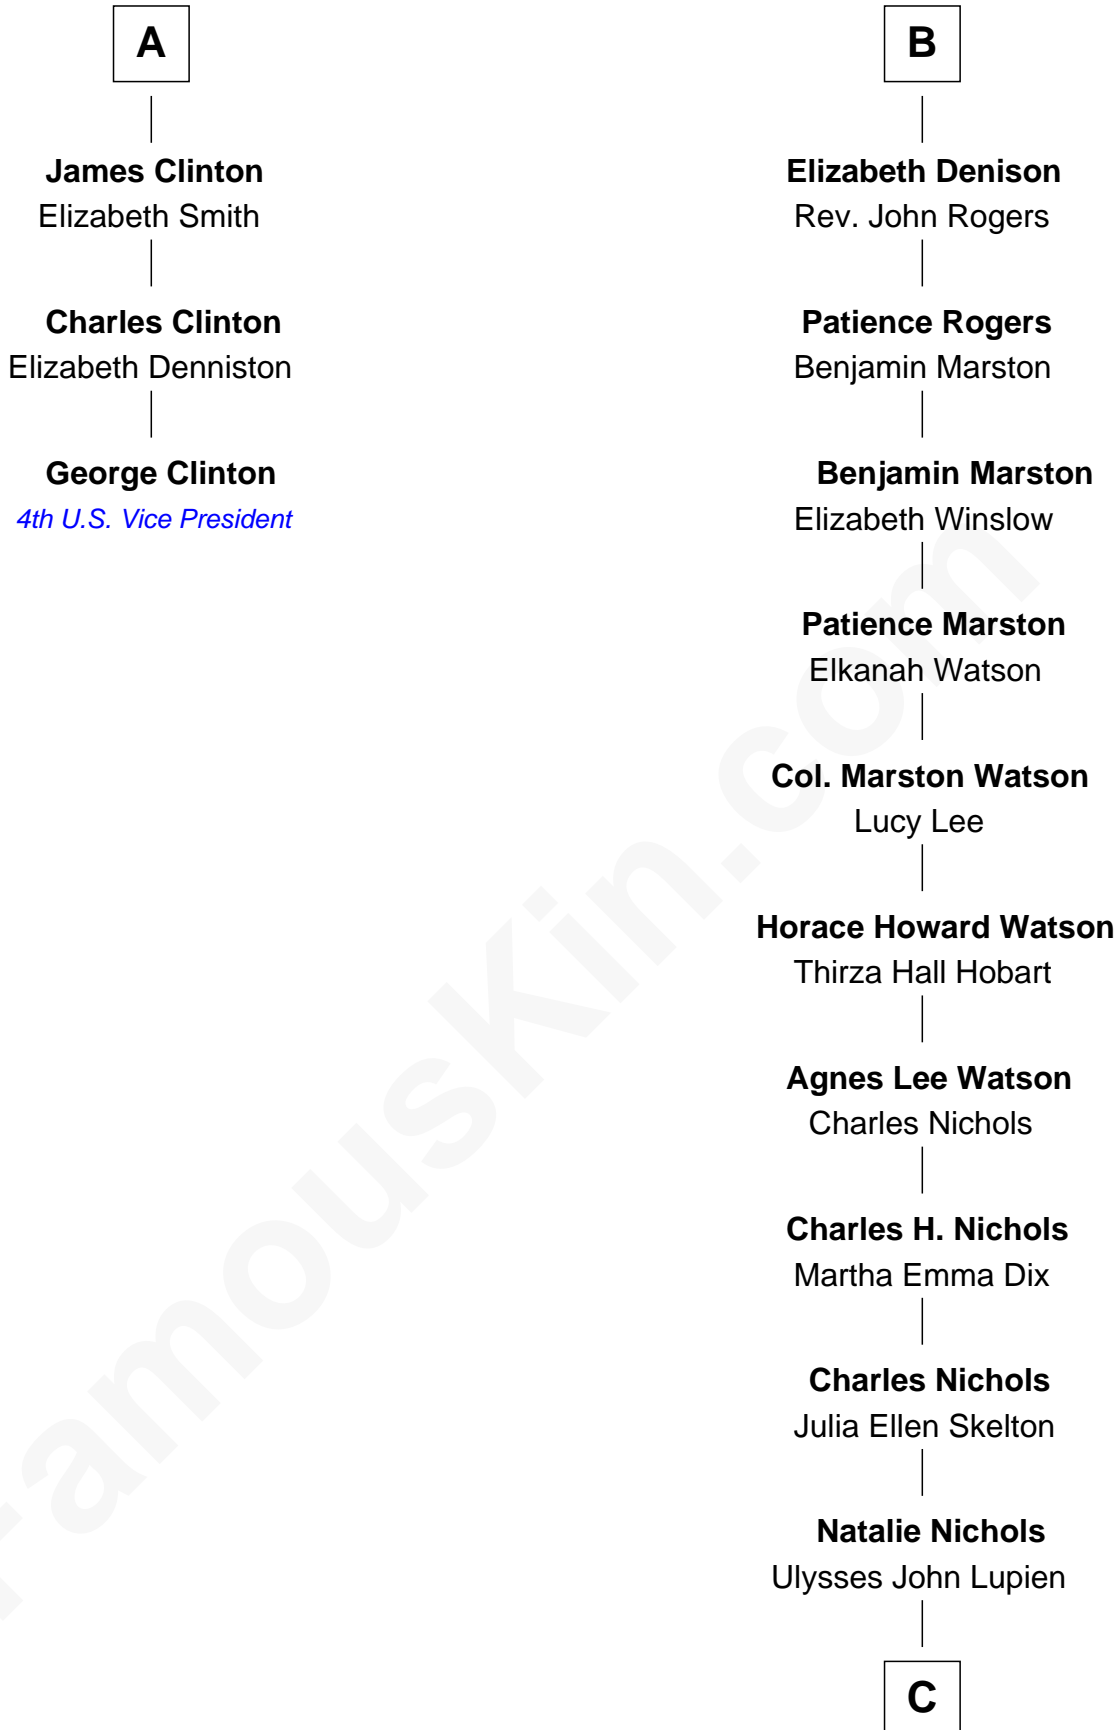 A
James Clinton
Elizabeth Smith
Charles Clinton
Elizabeth Denniston
George Clinton
4th U.S. Vice President
B
Elizabeth Denison
Rev. John Rogers
Patience Rogers
Benjamin Marston
Benjamin Marston
Elizabeth Winslow
Patience Marston
Elkanah Watson
Col. Marston Watson
Lucy Lee
Horace Howard Watson
Thirza Hall Hobart
Agnes Lee Watson
Charles Nichols
Charles H. Nichols
Martha Emma Dix
Charles Nichols
Julia Ellen Skelton
Natalie Nichols
Ulysses John Lupien
C
FamousKin.com